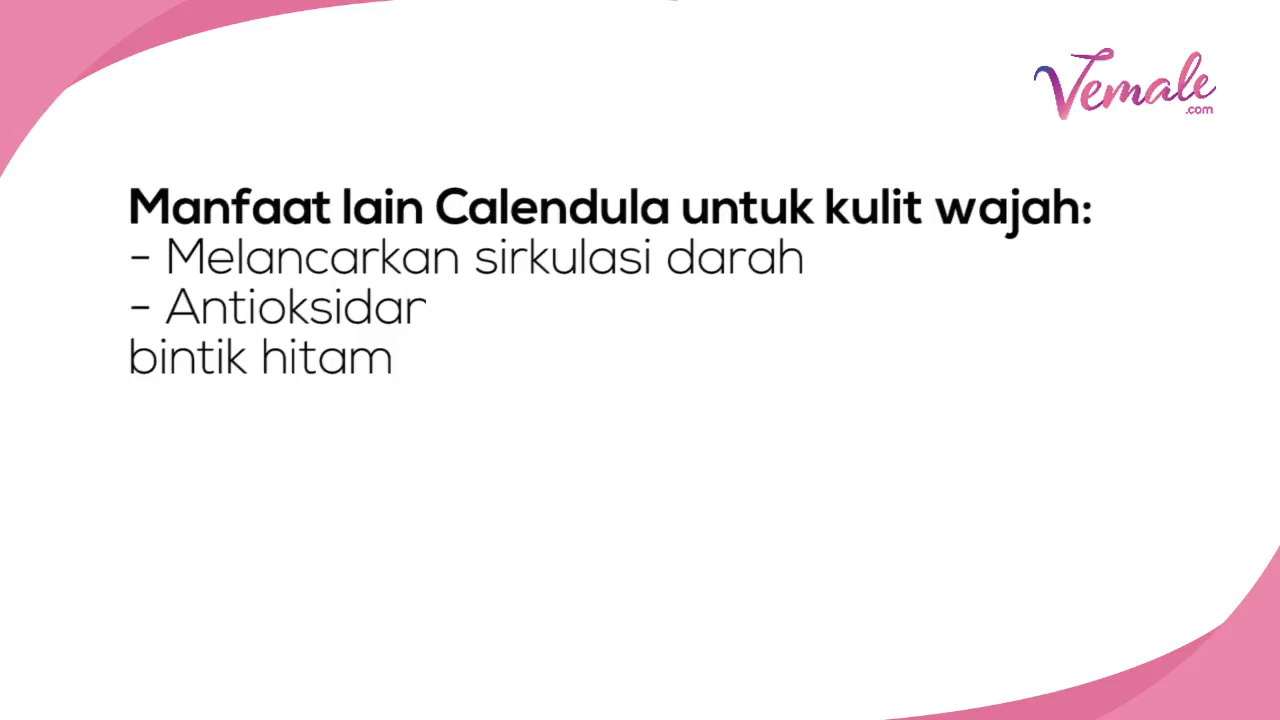 Vemale
.com
Manfaat lain Calendula untuk kulit wajah:
- Melancarkan sirkulasi darah
- Antioksidar
bintik hitam